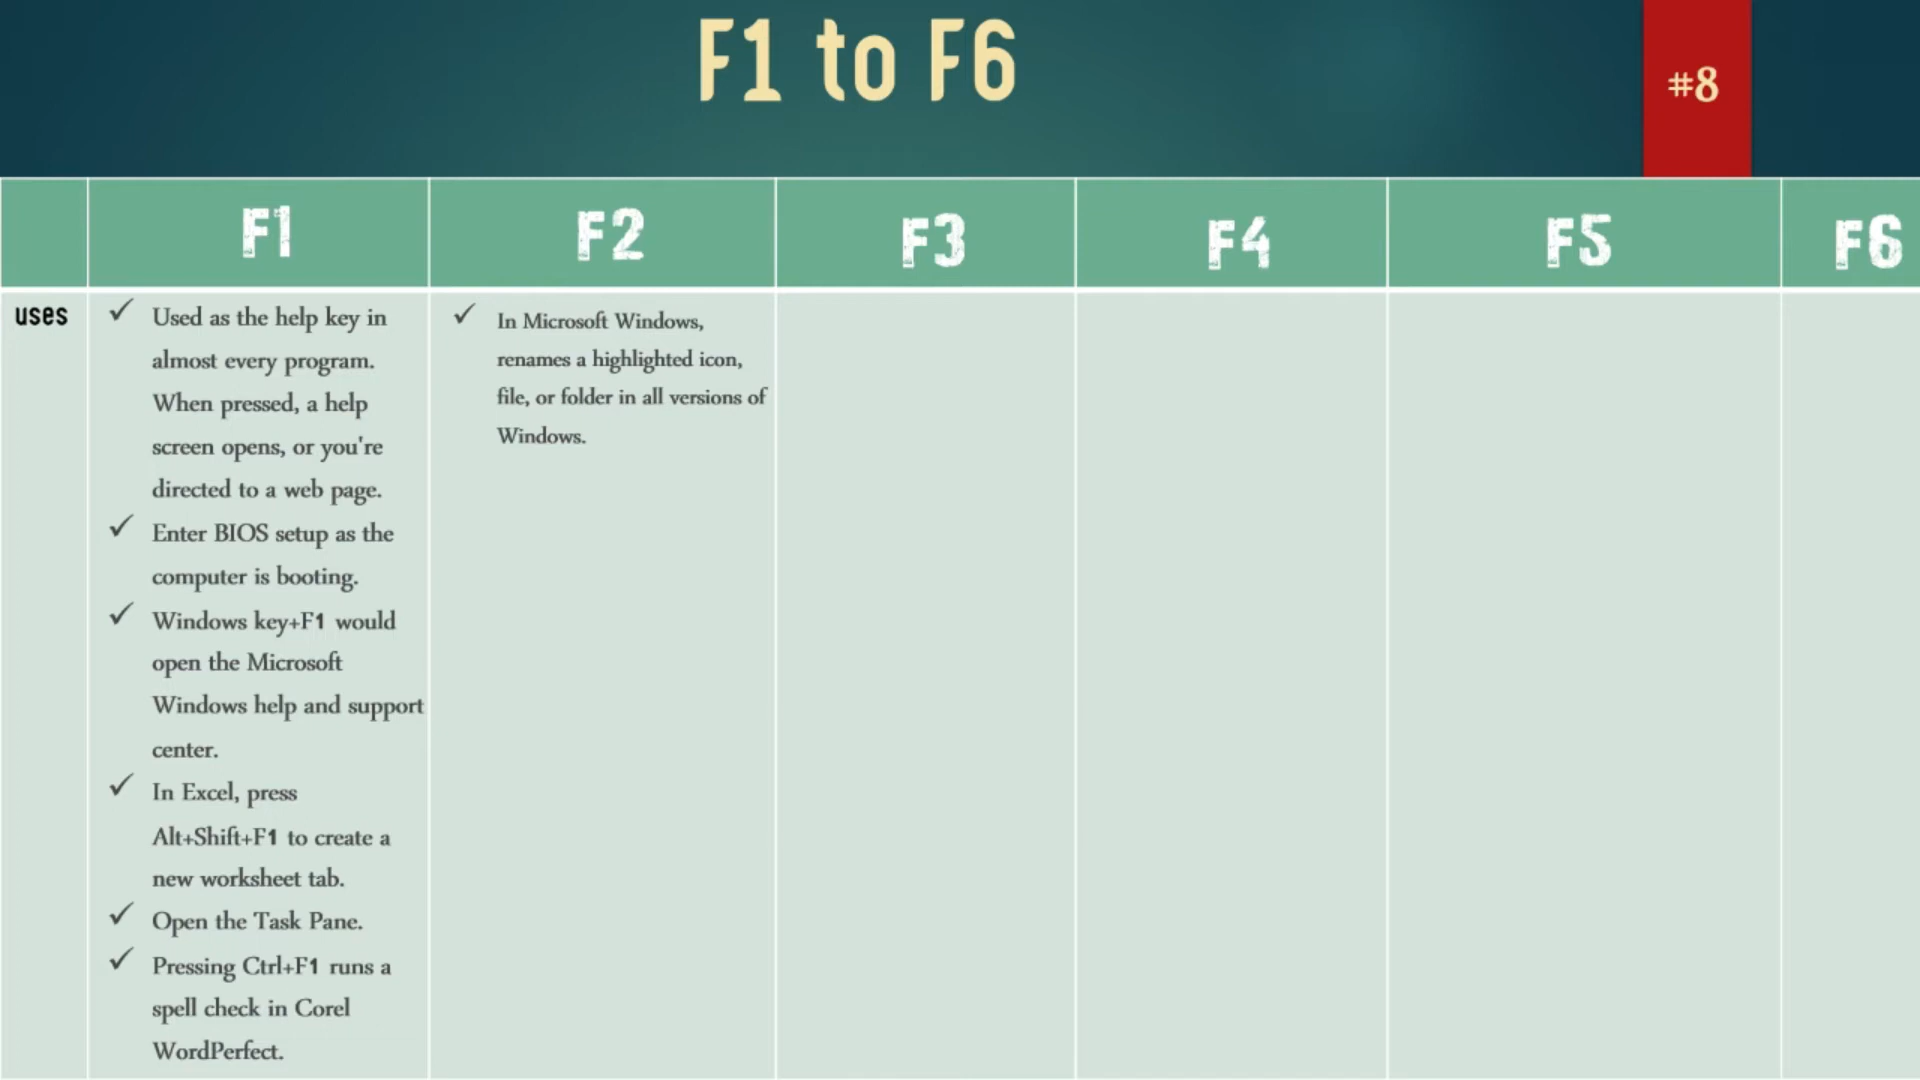 F1 to F6
#8
F1
F2
F3
F4
F5
F6
uses
✓ Used as the help key in
almost every program.
When pressed, a help
screen opens, or you're
directed to a web page.
✓ Enter BIOS setup as the
computer is booting.
✓ Windows key+F1 would
open the Microsoft
Windows help and support
center.
✓ In Excel, press
Alt+Shift+F1 to create a
new worksheet tab.
✓ Open the Task Pane.
✓ Pressing Ctrl+F1 runs a
spell check in Corel
WordPerfect.
✓ In Microsoft Windows,
renames a highlighted icon,
file, or folder in all versions of
Windows.